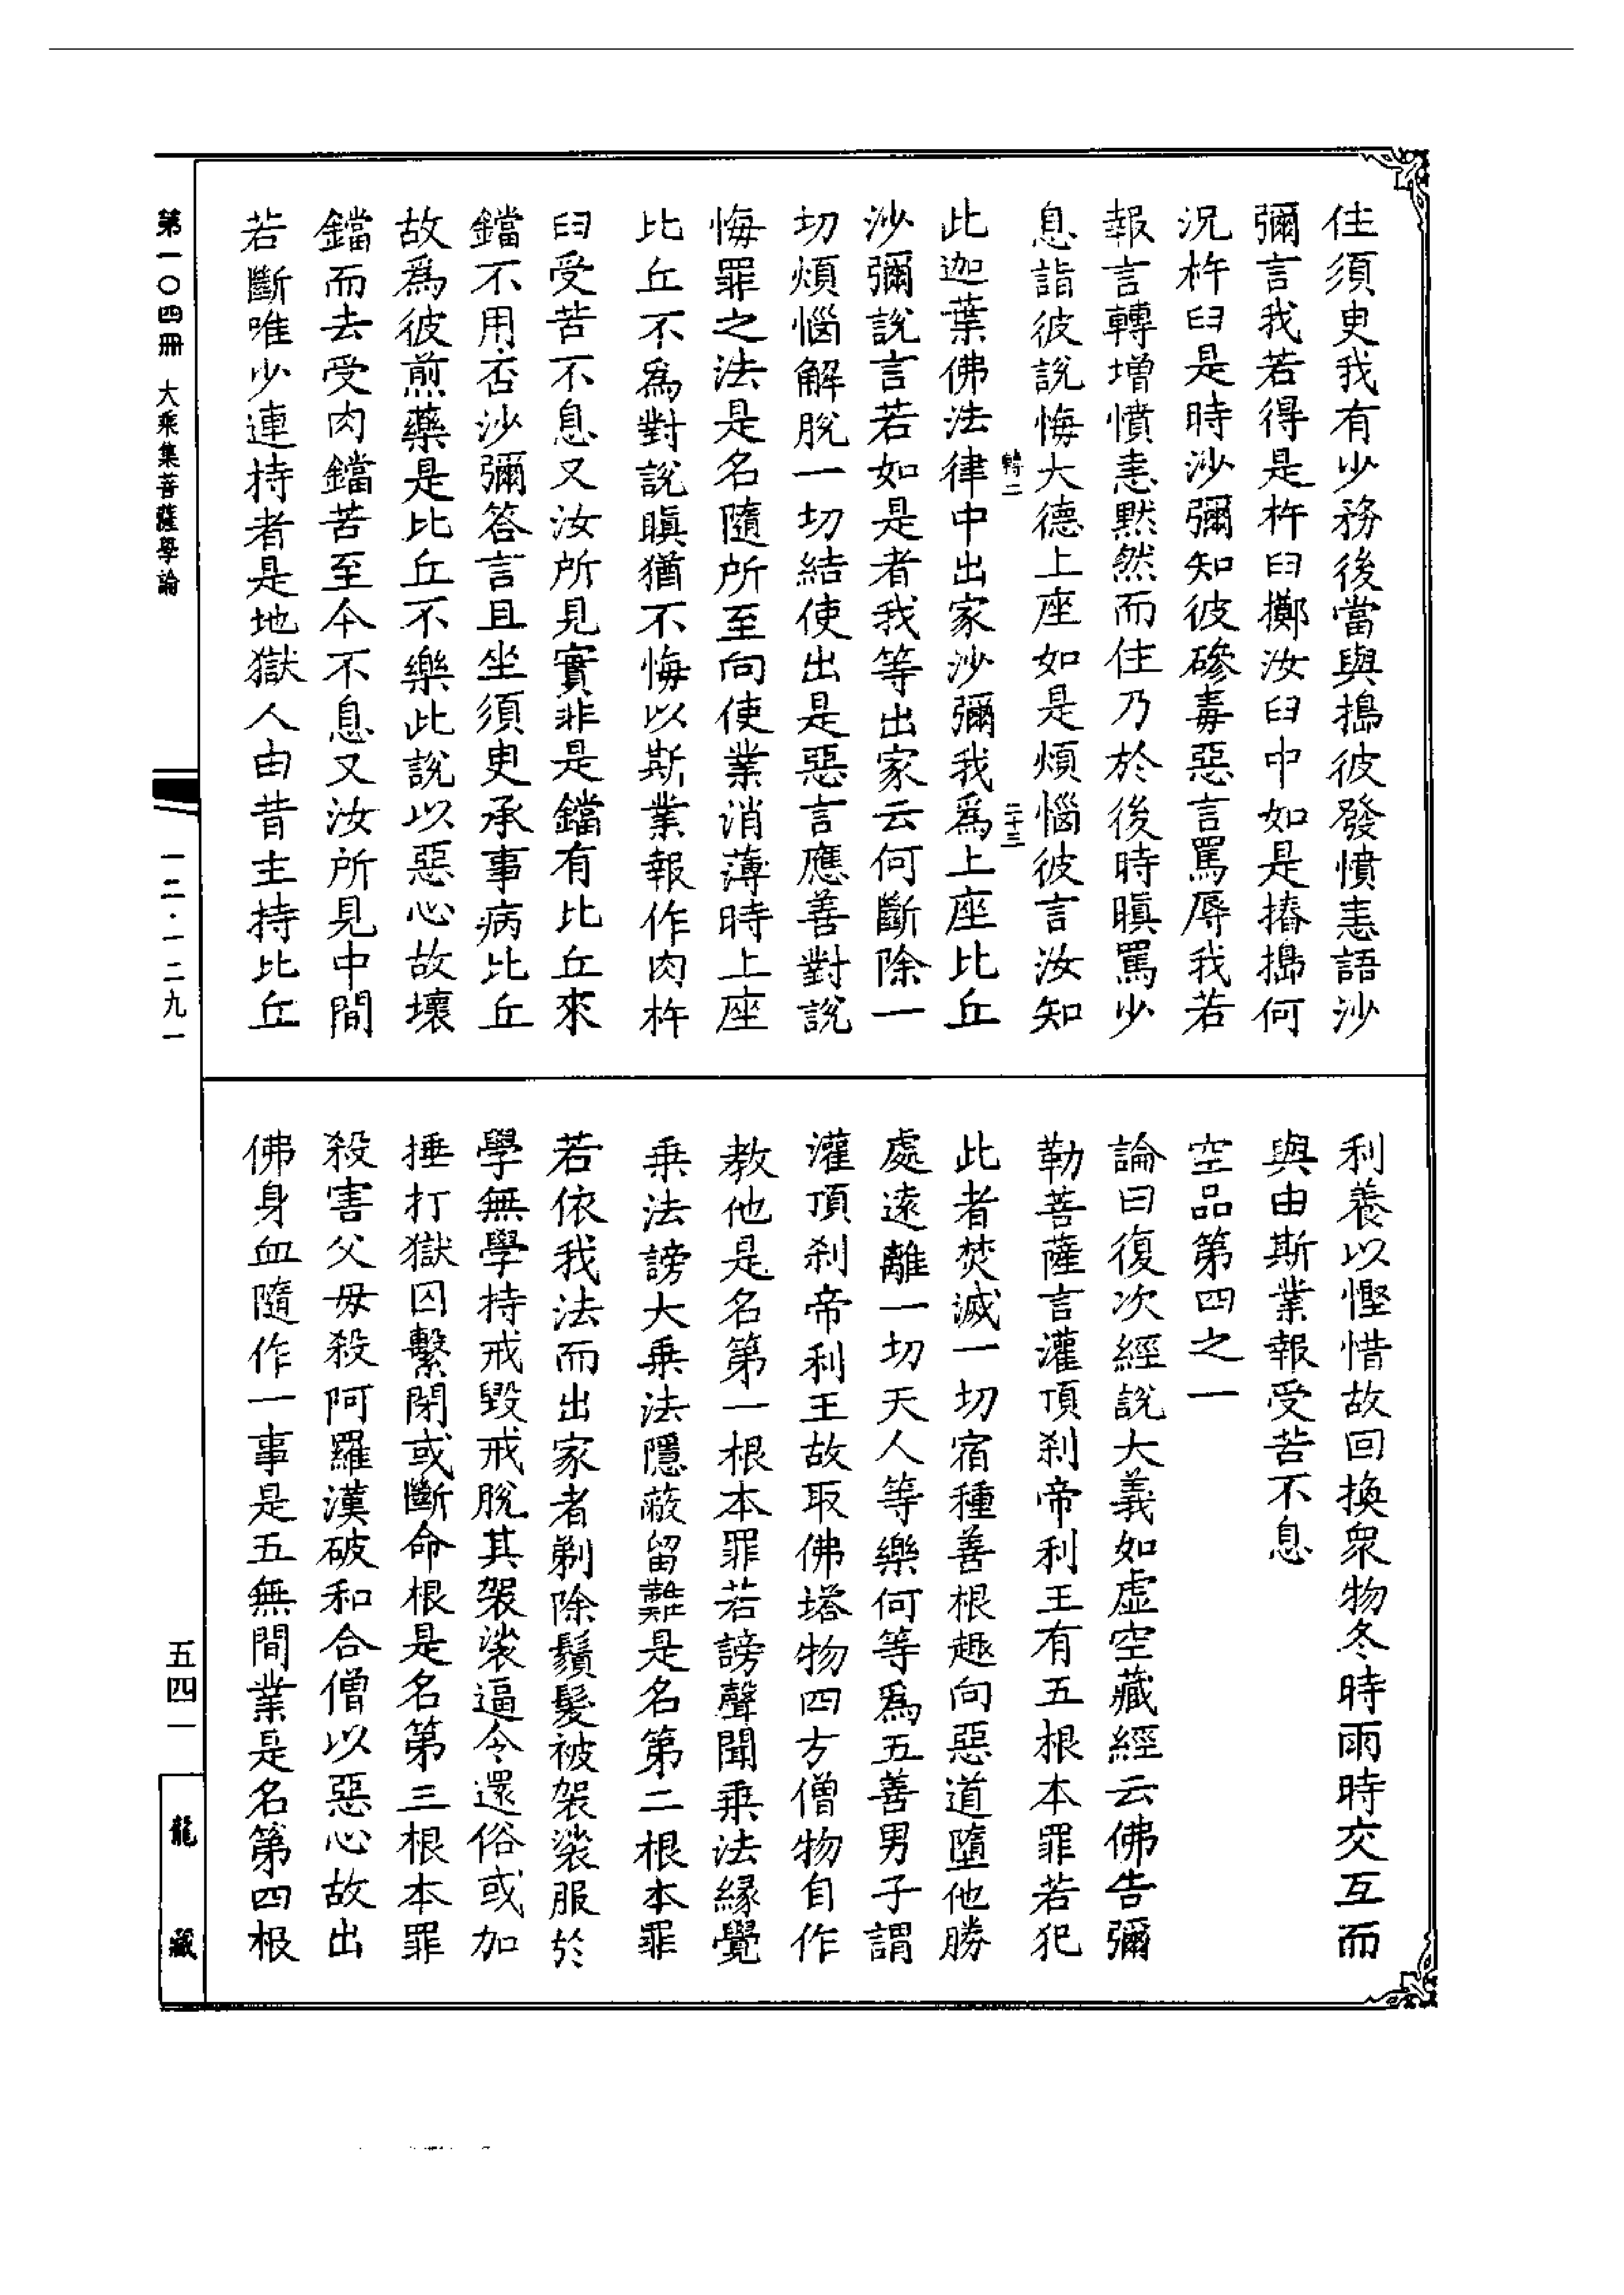 住須臾我有少務後當與搗彼發憤恚語沙
彌言我若得是杵臼擲汝臼中如是摏搗何
況杵臼是時沙彌知彼磣毒惡言罵辱我若
報言轉增憤恚默然而住乃於後時瞋罵少
息詣彼說悔大德上座如是煩惱彼言汝知
轉二
二十三
此迦葉佛法律中出家沙彌我爲上座比丘
沙彌說言若如是者我等出家云何斷除一
切煩惱解脫一切結使出是惡言應善對說
悔罪之法是名隨所至向使業消薄時上座
比丘不爲對說瞋猶不悔以斯業報作肉杵
臼受苦不息又汝所見實非是鐺有比丘來
鐺不用否沙彌答言且坐須臾承事病比丘
故爲彼煎藥是比丘不樂此說以惡心故壞
鐺而去受肉鐺苦至今不息又汝所見中間
若斷唯少連持者是地獄人由昔主持比丘
利養以慳惜故回換衆物冬時雨時交互而
與由斯業報受苦不息
空品第四之一
論曰復次經說大義如虛空藏經云佛告彌
勒菩薩言灌頂刹帝利王有五根本罪若犯
此者焚滅一切宿種善根趣向惡道墮他勝
處遠離一切天人等樂何等爲五善男子謂
灌頂刹帝利王故取佛塔物四方僧物自作
教他是名第一根本罪若謗聲聞乗法緣覺
乗法謗大乗法隱蔽留難是名第二根本罪
若依我法而出家者剃除鬚髮被袈裟服於
學無學持戒毀戒脫其袈裟逼令還俗或加
捶打獄囚繫閉或斷命根是名第三根本罪
殺害父母殺阿羅漢破和合僧以惡心故出
佛身血隨作一事是五無間業是名第四根
第一〇四冊 大乘集菩薩學論
一二·一二九一
五四一
龍藏